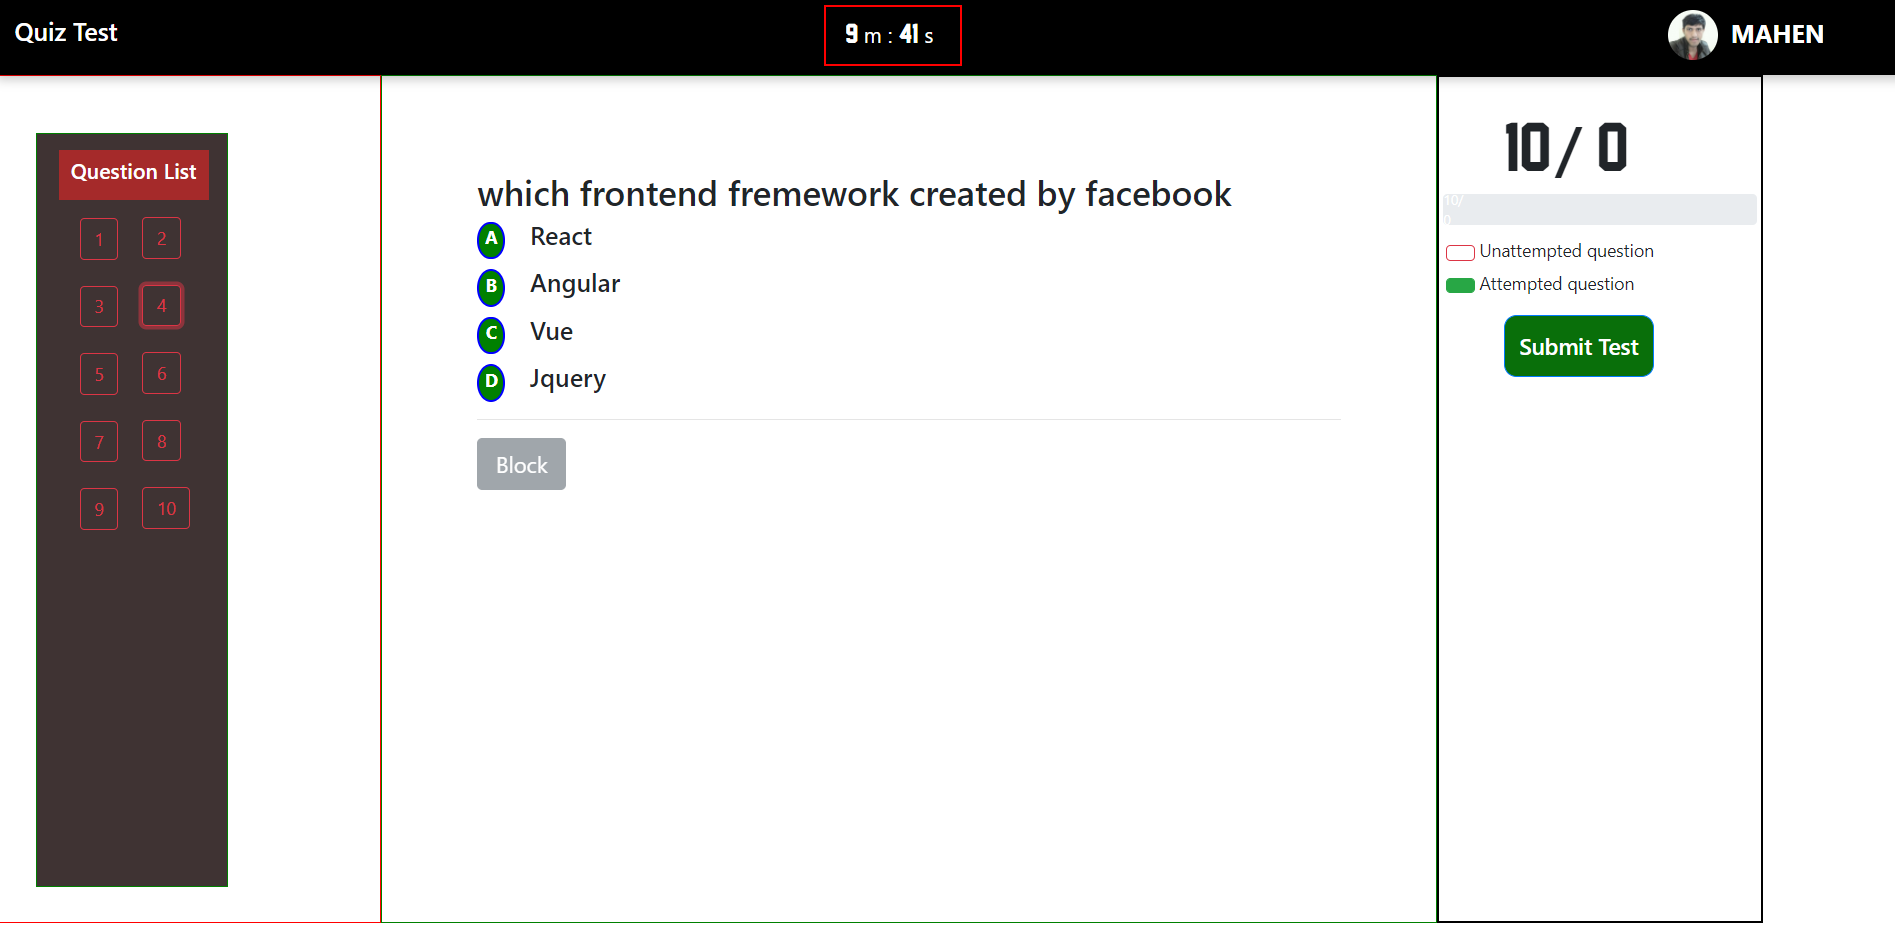 Quiz Test
9 m : 41 s
MAHEN
Question List
1 2
3 4
5 6
7 8
9 10
which frontend fremework created by facebook
A React
B Angular
C Vue
D Jquery
Block
10/ 0
10/
0
Unattempted question
Attempted question
Submit Test